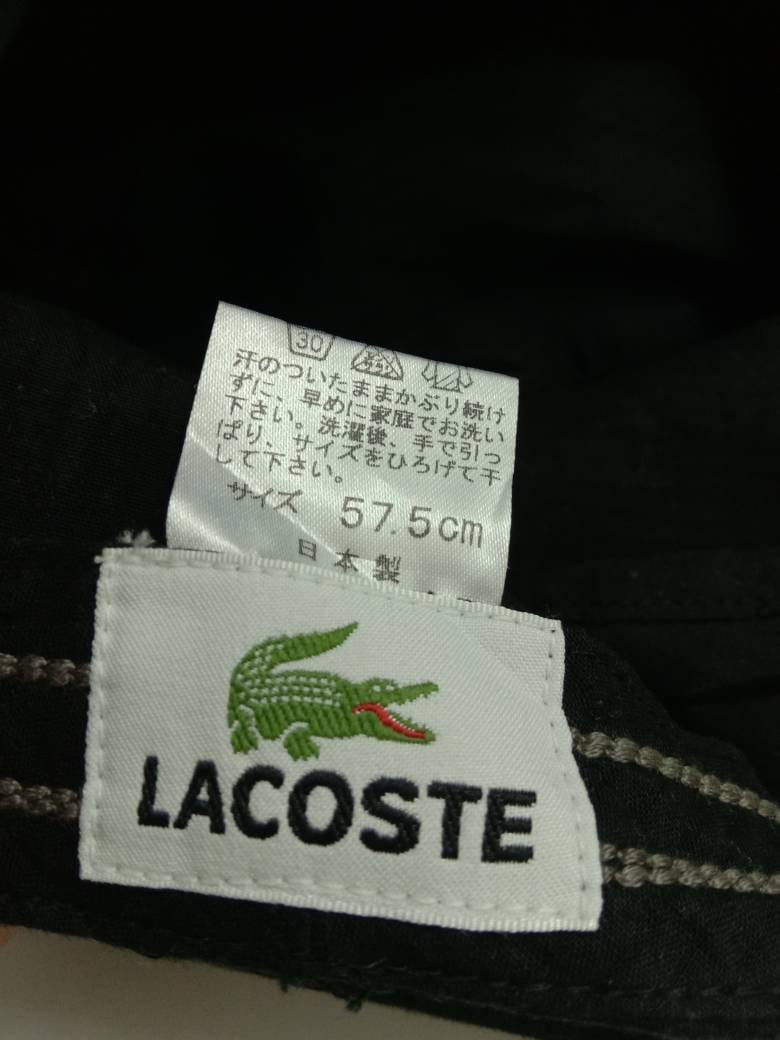 30
汗のついたままかぶり続け
ずに、早めに家庭でお洗い
下さい。洗濯後、手で引っ
ぱり、サイズをひろげて干
して下さい。
サイズ 57.5cm
日本製
LACOSTE